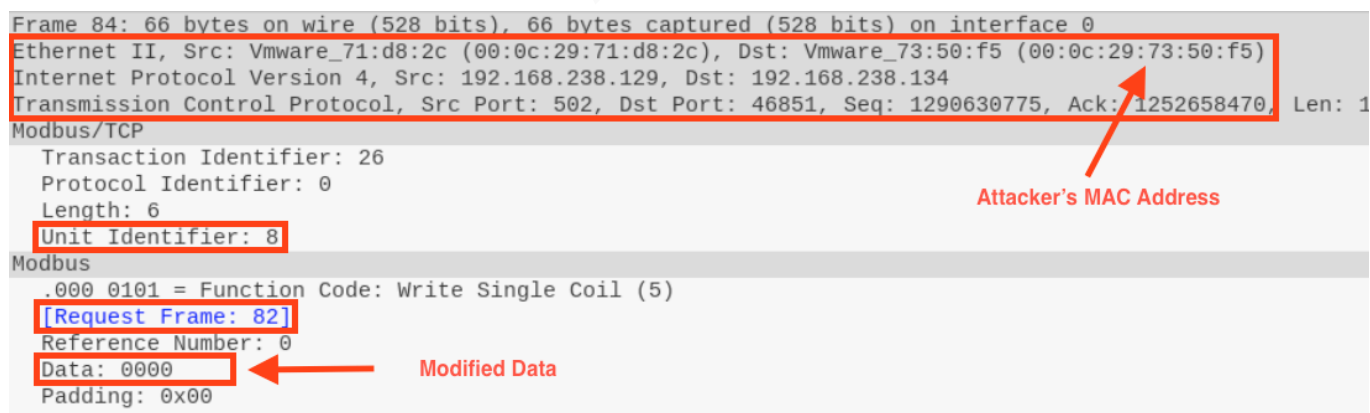 Frame 84: 66 bytes on wire (528 bits), 66 bytes captured (528 bits) on interface 0
Ethernet II, Src: Vmware_71:d8:2c (00:0c:29:71:d8:2c), Dst: Vmware_73:50:f5 (00:0c:29:73:50:f5)
Internet Protocol Version 4, Src: 192.168.238.129, Dst: 192.168.238.134
Transmission Control Protocol, Src Port: 502, Dst Port: 46851, Seq: 1290630775, Ack: 1252658470, Len: 1
Modbus/TCP
Transaction Identifier: 26
Protocol Identifier: 0
Attacker's MAC Address
Length: 6
Unit Identifier: 8
Modbus
.000 0101 = Function Code: Write Single Coil (5)
[Request Frame: 82]
Reference Number: 0
Data: 0000
Modified Data
Padding: 0x00